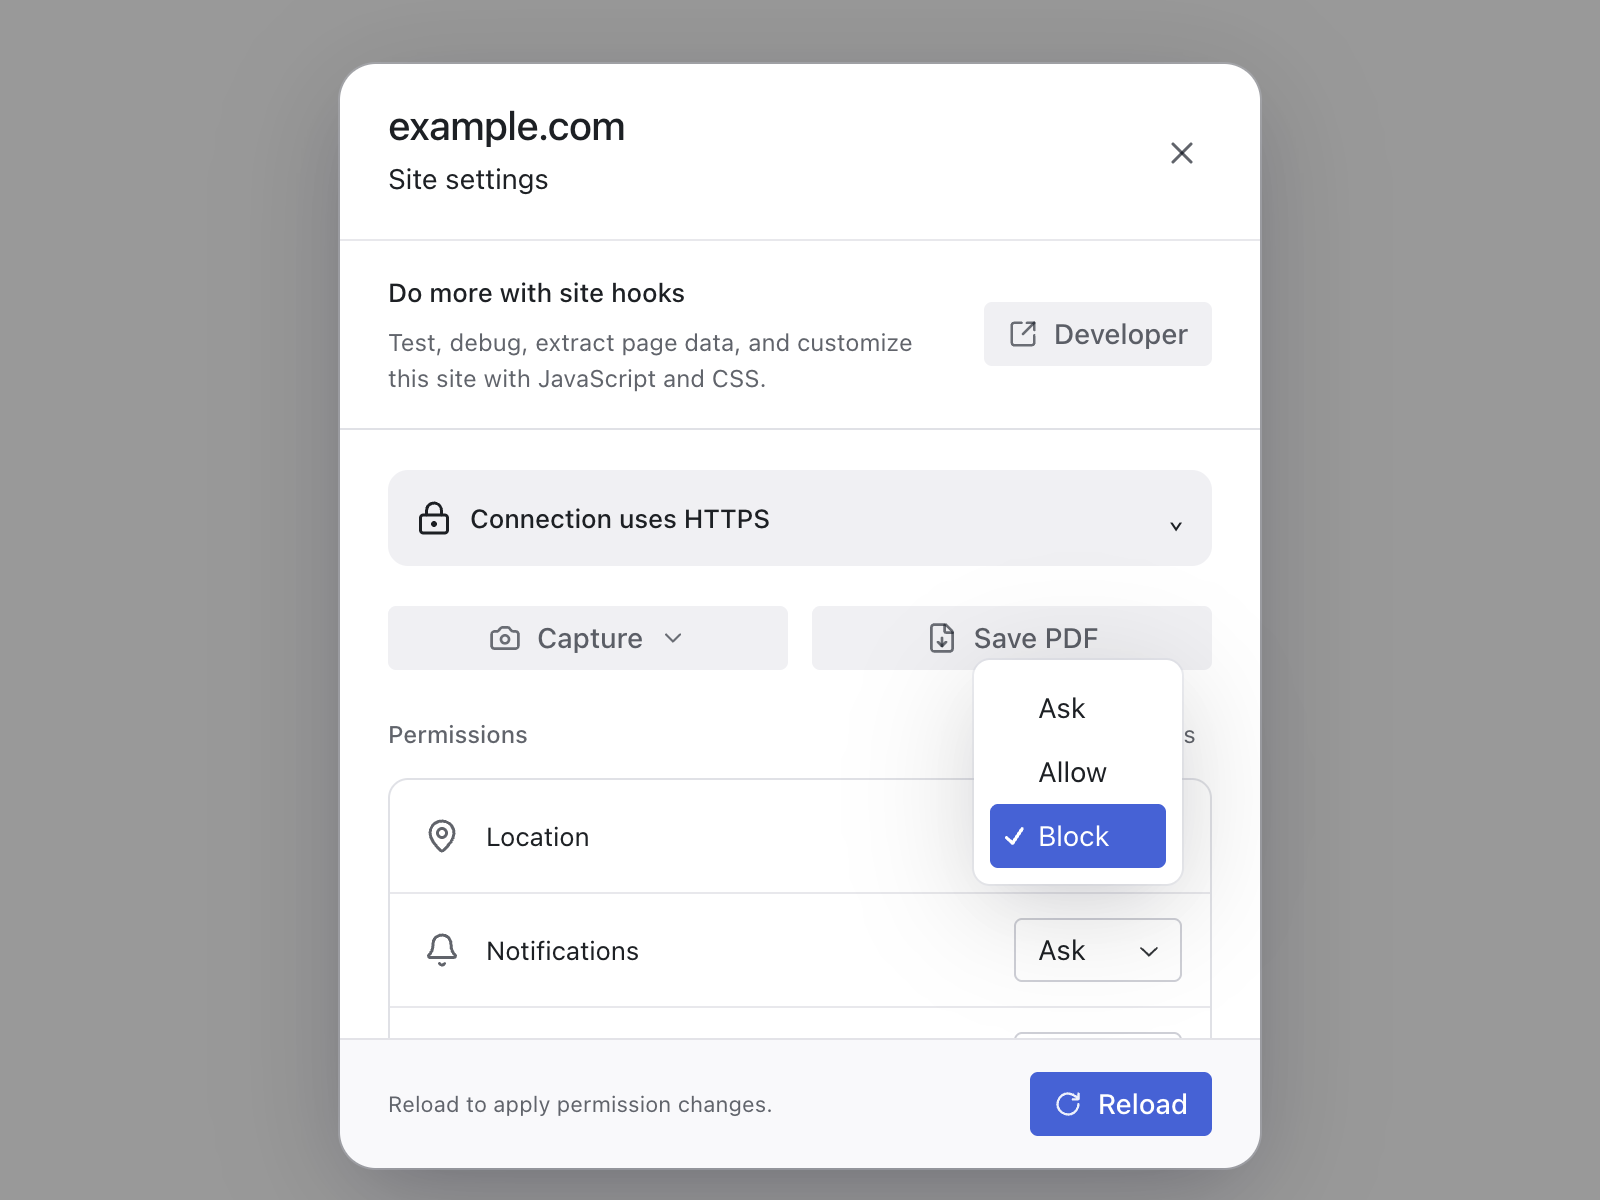 example.com
Site settings
Do more with site hooks
Test, debug, extract page data, and customize
this site with JavaScript and CSS.
Developer
Connection uses HTTPS
Capture
Save PDF
Permissions
Ask
Allow
Block
Location
Notifications
Ask
Reload to apply permission changes.
Reload